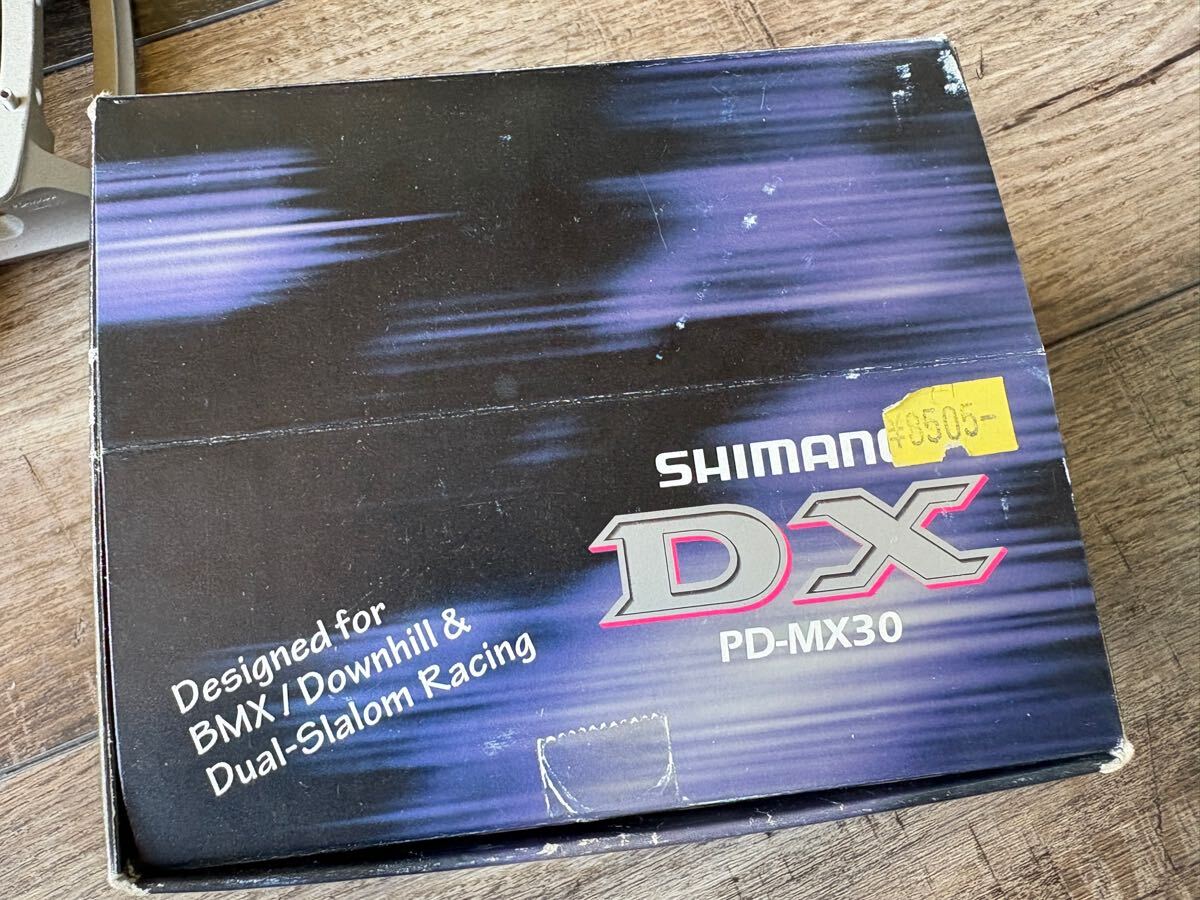 ¥8505-
SHIMANO
DX
PD-MX30
Designed for
BMX / Downhill &
Dual-Slalom Racing